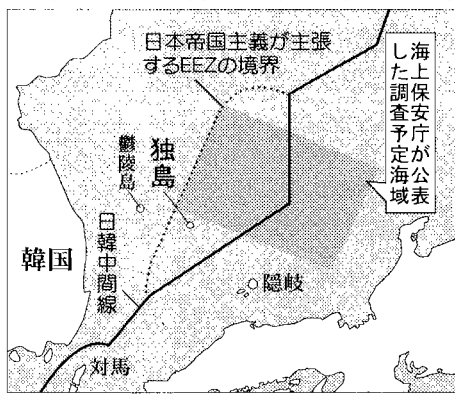 日本帝国主義が主張
するEEZの境界
海上保安庁が公表
した調査予定海域
独島
鬱陵島
韓国
日韓中間線
隠岐
対馬